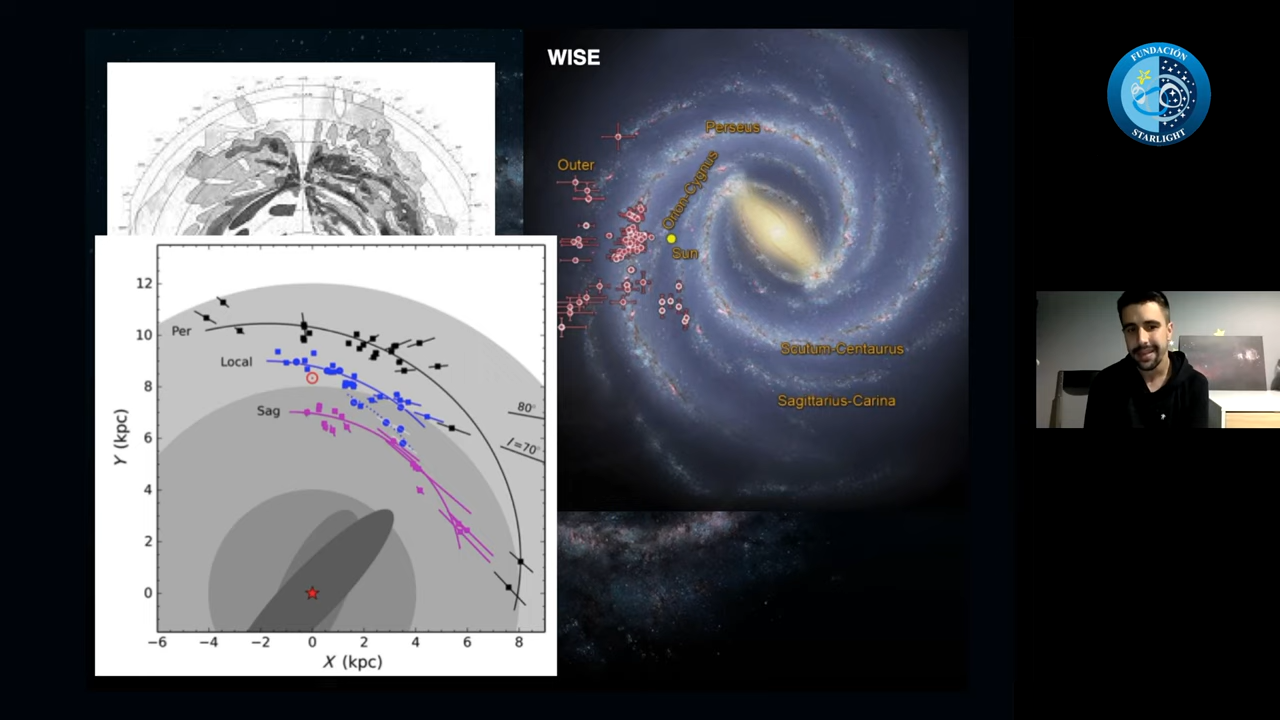 WISE
Perseus
Outer
Orion-Cygnus
Sun
Scutum-Centaurus
Sagittarius-Carina
12
10
8
6
4
2
0
Y (kpc)
Per
Local
Sag
80°
l=70°
−6 −4 −2 0 2 4 6 8
X (kpc)
FUNDACIÓN
STARLIGHT